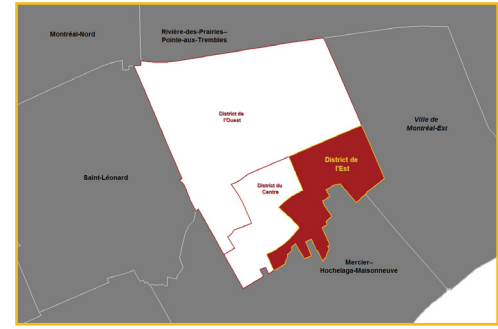 Montréal-Nord
Rivière-des-Prairies–
Pointe-aux-Trembles
District de
l'Ouest
Ville de
Montréal-Est
District de
l'Est
Saint-Léonard
District du
Centre
Mercier–
Hochelaga-Maisonneuve